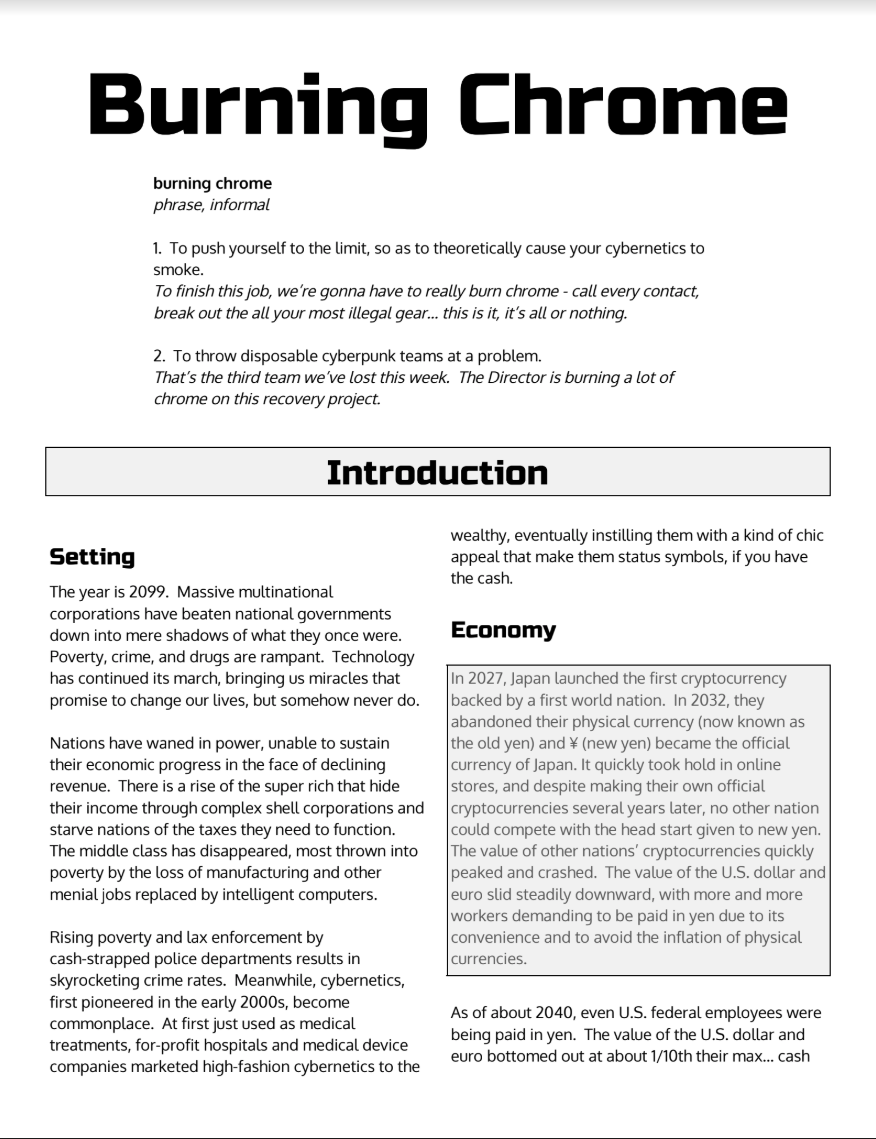 Burning Chrome
burning chrome
phrase, informal
1. To push yourself to the limit, so as to theoretically cause your cybernetics to
smoke.
To finish this job, we’re gonna have to really burn chrome - call every contact,
break out the all your most illegal gear... this is it, it’s all or nothing.
2. To throw disposable cyberpunk teams at a problem.
That’s the third team we’ve lost this week. The Director is burning a lot of
chrome on this recovery project.
Introduction
Setting
The year is 2099. Massive multinational
corporations have beaten national governments
down into mere shadows of what they once were.
Poverty, crime, and drugs are rampant. Technology
has continued its march, bringing us miracles that
promise to change our lives, but somehow never do.
Nations have waned in power, unable to sustain
their economic progress in the face of declining
revenue. There is a rise of the super rich that hide
their income through complex shell corporations and
starve nations of the taxes they need to function.
The middle class has disappeared, most thrown into
poverty by the loss of manufacturing and other
menial jobs replaced by intelligent computers.
Rising poverty and lax enforcement by
cash-strapped police departments results in
skyrocketing crime rates. Meanwhile, cybernetics,
first pioneered in the early 2000s, become
commonplace. At first just used as medical
treatments, for-profit hospitals and medical device
companies marketed high-fashion cybernetics to the
wealthy, eventually instilling them with a kind of chic
appeal that make them status symbols, if you have
the cash.
Economy
In 2027, Japan launched the first cryptocurrency
backed by a first world nation. In 2032, they
abandoned their physical currency (now known as
the old yen) and ¥ (new yen) became the official
currency of Japan. It quickly took hold in online
stores, and despite making their own official
cryptocurrencies several years later, no other nation
could compete with the head start given to new yen.
The value of other nations’ cryptocurrencies quickly
peaked and crashed. The value of the U.S. dollar and
euro slid steadily downward, with more and more
workers demanding to be paid in yen due to its
convenience and to avoid the inflation of physical
currencies.
As of about 2040, even U.S. federal employees were
being paid in yen. The value of the U.S. dollar and
euro bottomed out at about 1/10th their max... cash